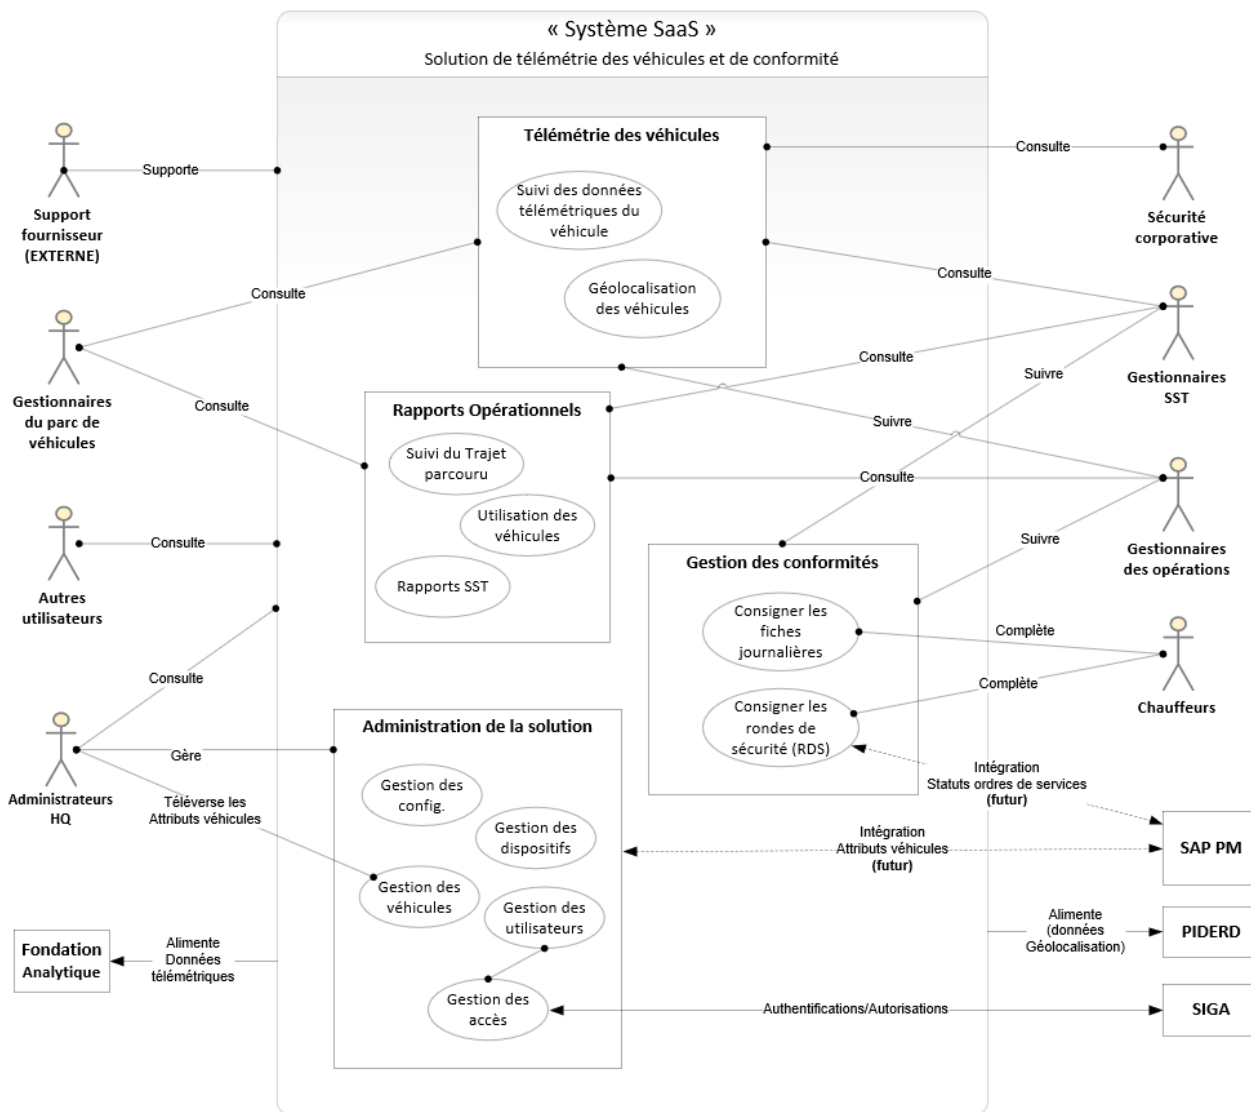 « Système SaaS »
Solution de télémétrie des véhicules et de conformité
Télémétrie des véhicules
Suivi des données
télémétriques du
véhicule
Géolocalisation
des véhicules
Supporte
Support
fournisseur
(EXTERNE)
Consulte
Sécurité
corporative
Consulte
Gestionnaires
du parc de
véhicules
Consulte
Consulte
Consulte
Suivre
Gestionnaires
SST
Rapports Opérationnels
Suivi du Trajet
parcouru
Utilisation des
véhicules
Rapports SST
Suivre
Consulte
Suivre
Gestionnaires
des opérations
Consulte
Autres
utilisateurs
Gestion des conformités
Consigner les
fiches
journalières
Consigner les
rondes de
sécurité (RDS)
Complète
Complète
Chauffeurs
Consulte
Gère
Téléverse les
Attributs véhicules
Administrateurs
HQ
Administration de la solution
Gestion des
config.
Gestion des
dispositifs
Gestion des
véhicules
Gestion des
utilisateurs
Gestion des
accès
Intégration
Statuts ordres de services
(futur)
Intégration
Attributs véhicules
(futur)
SAP PM
Alimente
(données
Géolocalisation)
PIDERD
Fondation
Analytique
Alimente
Données
télémétriques
Authentifications/Autorisations
SIGA